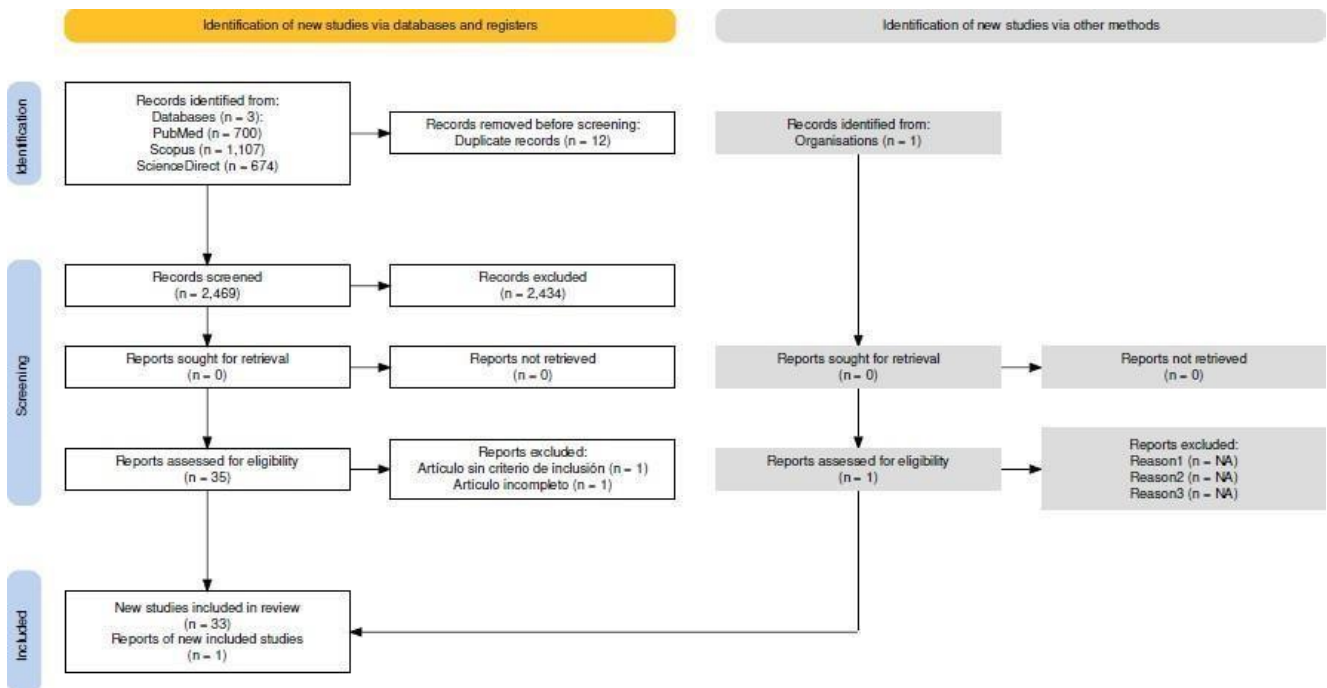 Identification of new studies via databases and registers
Identification of new studies via other methods
Identification
Records identified from:
Databases (n = 3):
PubMed (n = 700)
Scopus (n = 1,107)
ScienceDirect (n = 674)
Records removed before screening:
Duplicate records (n = 12)
Records identified from:
Organisations (n = 1)
Screening
Records screened
(n = 2,469)
Records excluded
(n = 2,434)
Reports sought for retrieval
(n = 0)
Reports not retrieved
(n = 0)
Reports sought for retrieval
(n = 0)
Reports not retrieved
(n = 0)
Reports assessed for eligibility
(n = 35)
Reports excluded:
Artículo sin criterio de inclusión (n = 1)
Artículo incompleto (n = 1)
Reports assessed for eligibility
(n = 1)
Reports excluded:
Reason1 (n = NA)
Reason2 (n = NA)
Reason3 (n = NA)
Included
New studies included in review
(n = 33)
Reports of new included studies
(n = 1)